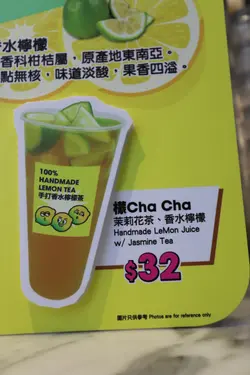 香水檸檬
香科柑桔屬，原產地東南亞。
點無核，味道淡酸，果香四溢。
100%
HANDMADE
LEMON TEA
手打香水檸檬茶
檬Cha Cha
茉莉花茶、香水檸檬
Handmade LeMon Juice
w/ Jasmine Tea
$32
圖片只供參考 Photos are for reference only